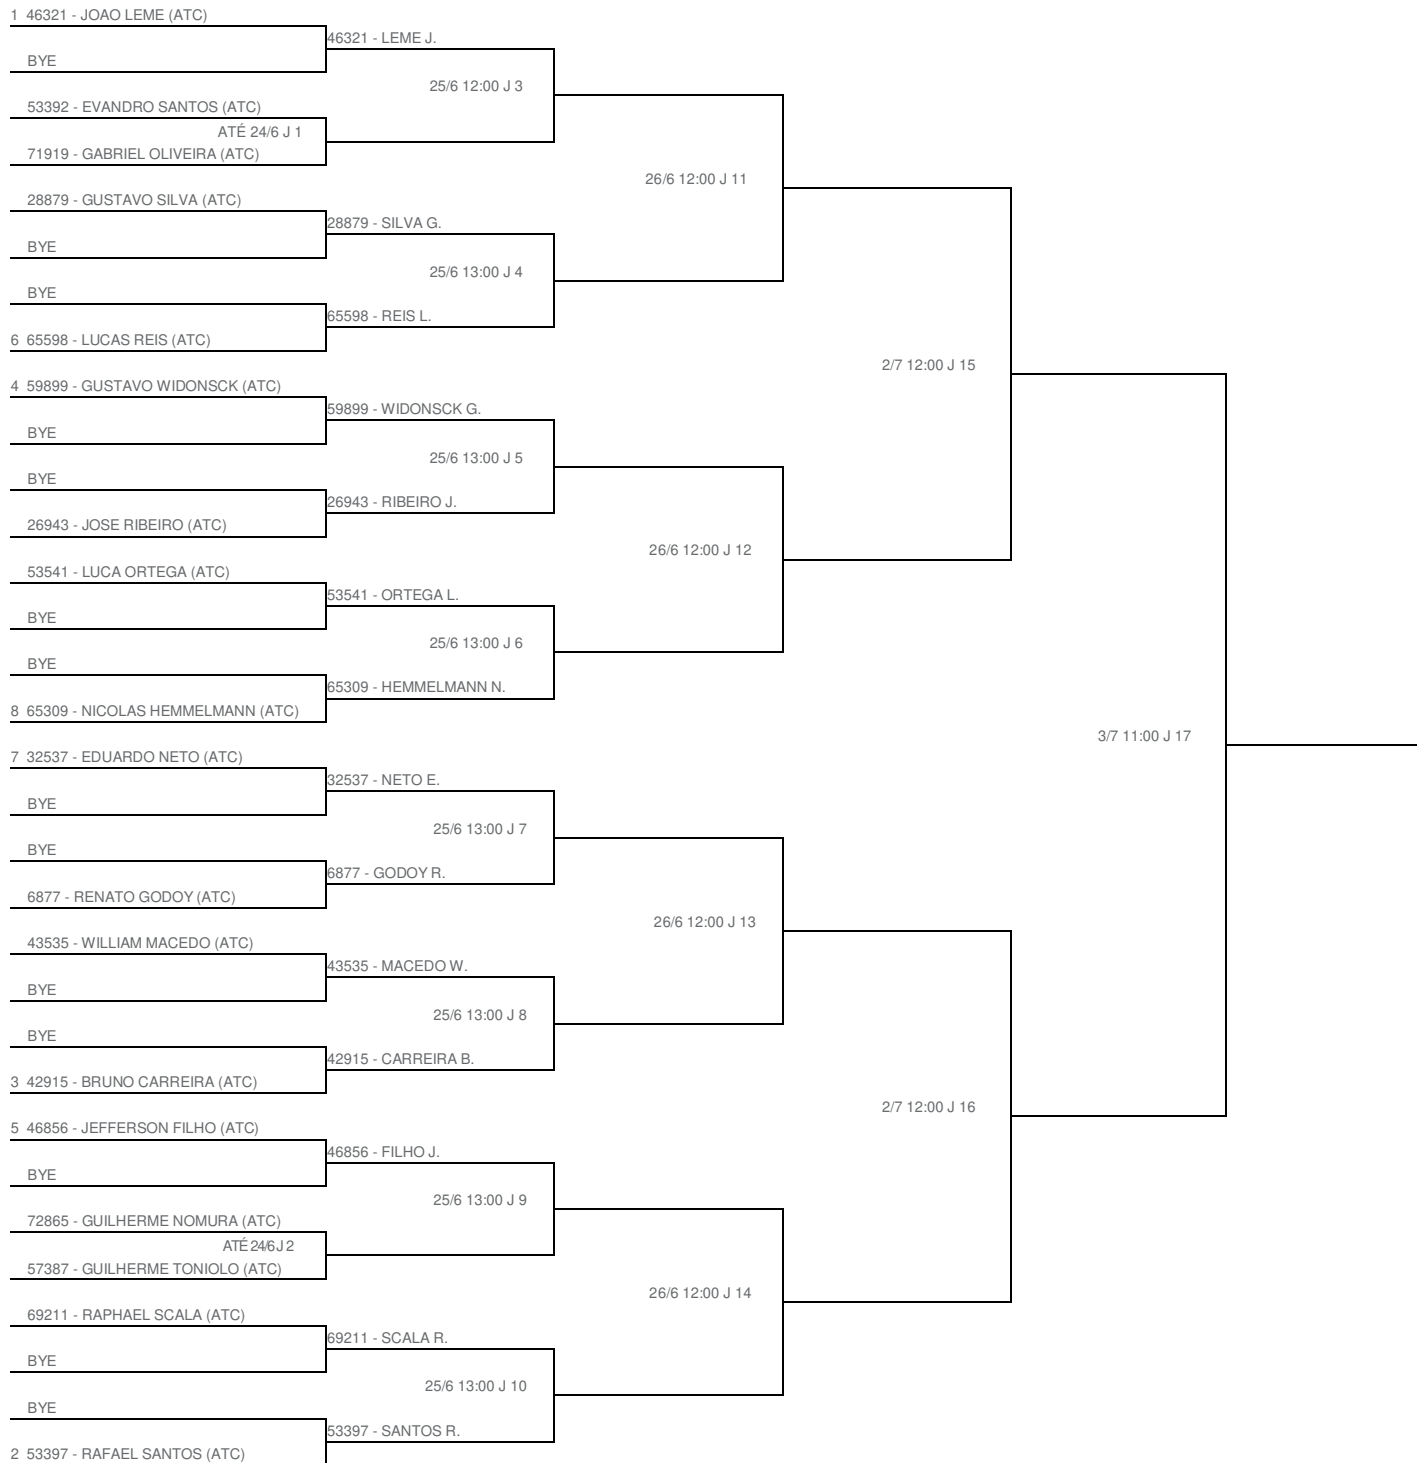 1 46321 - JOAO LEME (ATC)
46321 - LEME J.
BYE
25/6 12:00 J 3
53392 - EVANDRO SANTOS (ATC)
ATÉ 24/6 J 1
71919 - GABRIEL OLIVEIRA (ATC)
26/6 12:00 J 11
28879 - GUSTAVO SILVA (ATC)
28879 - SILVA G.
BYE
25/6 13:00 J 4
BYE
65598 - REIS L.
6 65598 - LUCAS REIS (ATC)
2/7 12:00 J 15
4 59899 - GUSTAVO WIDONSCK (ATC)
59899 - WIDONSCK G.
BYE
25/6 13:00 J 5
BYE
26943 - RIBEIRO J.
26943 - JOSE RIBEIRO (ATC)
26/6 12:00 J 12
53541 - LUCA ORTEGA (ATC)
53541 - ORTEGA L.
BYE
25/6 13:00 J 6
BYE
65309 - HEMMELMANN N.
8 65309 - NICOLAS HEMMELMANN (ATC)
3/7 11:00 J 17
7 32537 - EDUARDO NETO (ATC)
32537 - NETO E.
BYE
25/6 13:00 J 7
BYE
6877 - GODOY R.
6877 - RENATO GODOY (ATC)
26/6 12:00 J 13
43535 - WILLIAM MACEDO (ATC)
43535 - MACEDO W.
BYE
25/6 13:00 J 8
BYE
42915 - CARREIRA B.
3 42915 - BRUNO CARREIRA (ATC)
2/7 12:00 J 16
5 46856 - JEFFERSON FILHO (ATC)
46856 - FILHO J.
BYE
25/6 13:00 J 9
72865 - GUILHERME NOMURA (ATC)
ATÉ 24/6 J 2
57387 - GUILHERME TONIOLO (ATC)
26/6 12:00 J 14
69211 - RAPHAEL SCALA (ATC)
69211 - SCALA R.
BYE
25/6 13:00 J 10
BYE
53397 - SANTOS R.
2 53397 - RAFAEL SANTOS (ATC)